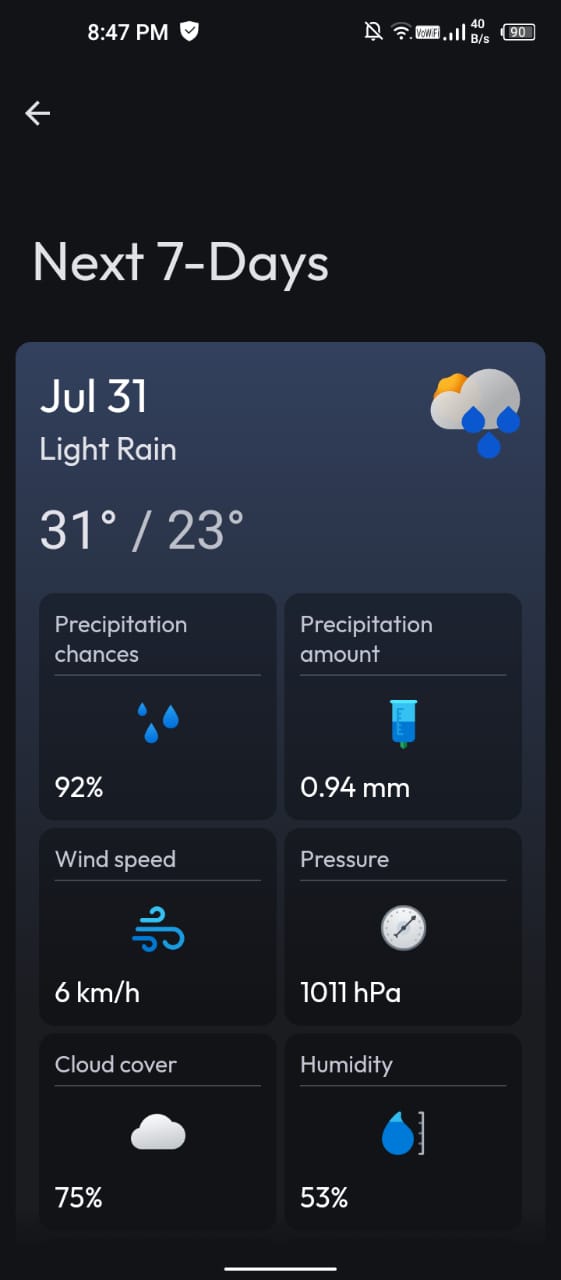 8:47 PM
VoWiFi
40
B/s
90
Next 7-Days
Jul 31
Light Rain
31° / 23°
Precipitation
chances
92%
Precipitation
amount
0.94 mm
Wind speed
6 km/h
Pressure
1011 hPa
Cloud cover
75%
Humidity
53%